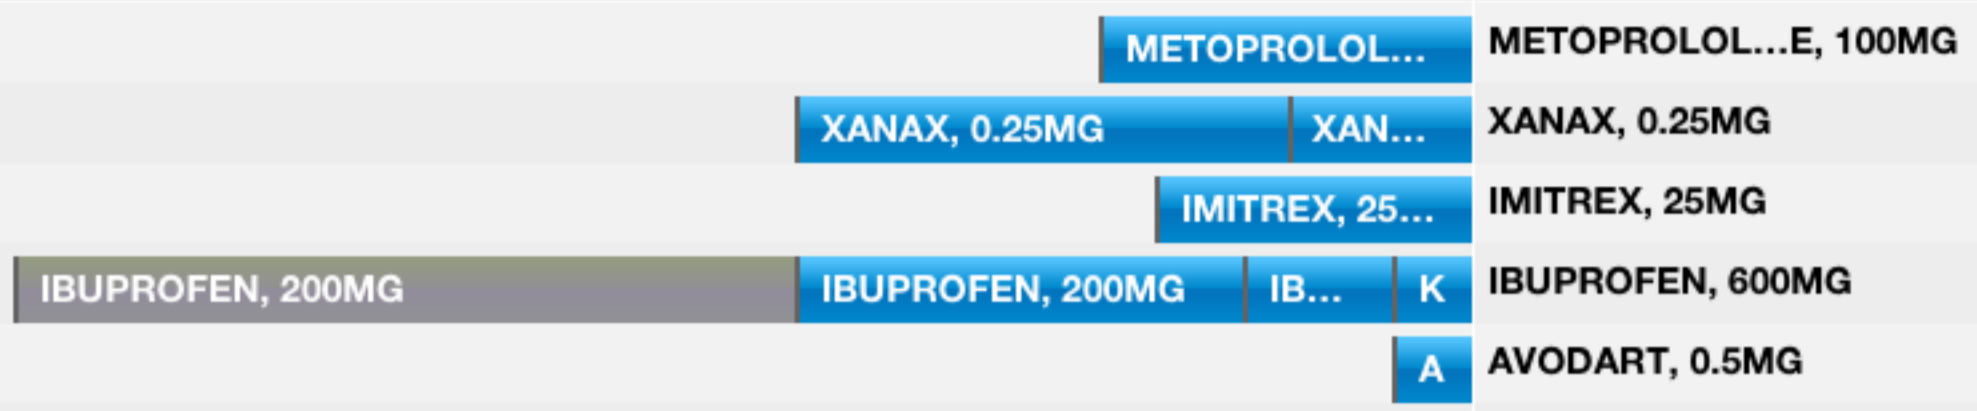 METOPROLOL... METOPROLOL...E, 100MG
XANAX, 0.25MG XAN... XANAX, 0.25MG
IMITREX, 25... IMITREX, 25MG
IBUPROFEN, 200MG IBUPROFEN, 200MG IB... K IBUPROFEN, 600MG
A AVODART, 0.5MG